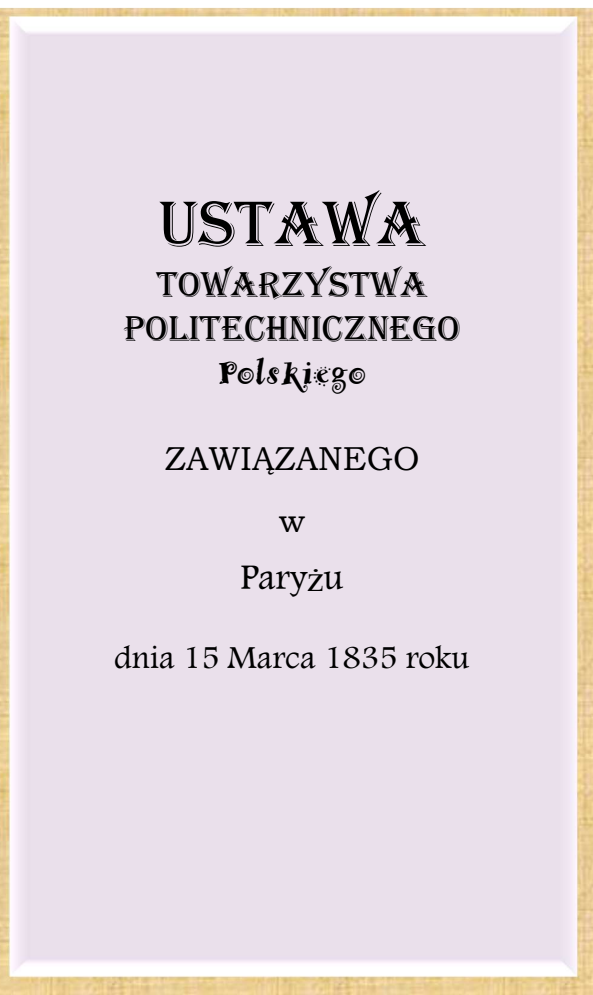 USTAWA
TOWARZYSTWA
POLITECHNICZNEGO
Polskiego
ZAWIĄZANEGO
w
Paryżu
dnia 15 Marca 1835 roku